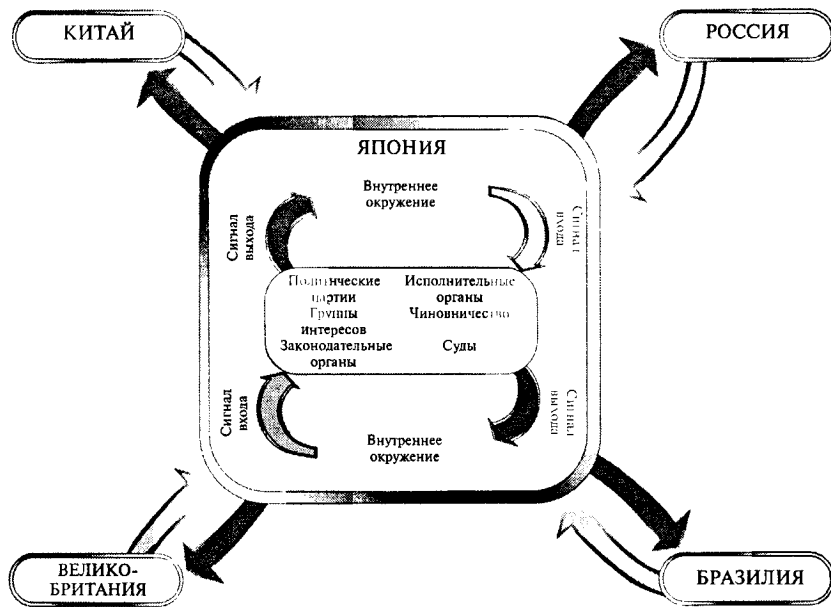 КИТАЙ
РОССИЯ
ЯПОНИЯ
Внутреннее
окружение
Сигнал
выхода
Сигнал
входа
Политические
партии
Группы
интересов
Законодательные
органы
Исполнительные
органы
Чиновничество
Суды
Сигнал
входа
Сигнал
выхода
Внутреннее
окружение
ВЕЛИКО-
БРИТАНИЯ
БРАЗИЛИЯ